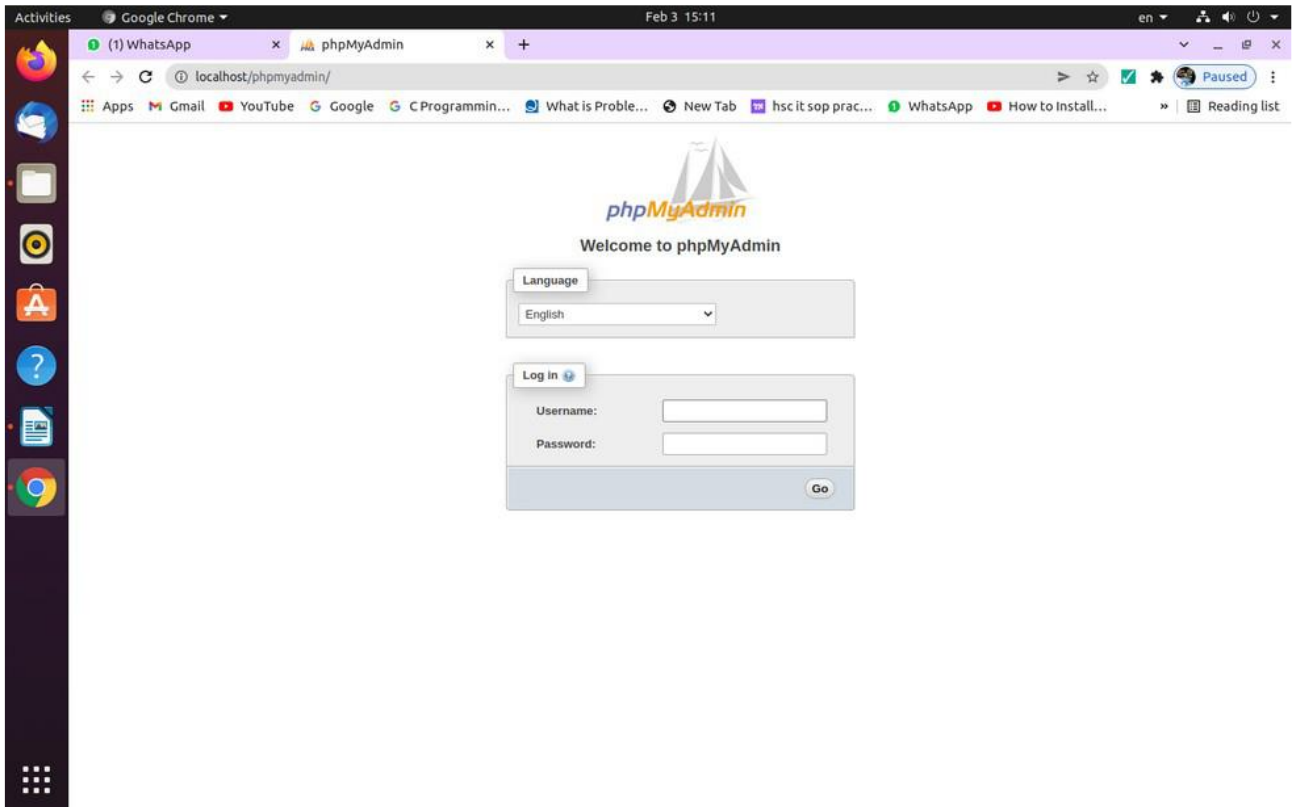 Activities Google Chrome Feb 3 15:11 en
(1) WhatsApp phpMyAdmin
localhost/phpmyadmin/ Paused
Apps Gmail YouTube Google C Programmin... What is Proble... New Tab hsc it sop prac... WhatsApp How to Install... » Reading list
phpMyAdmin
Welcome to phpMyAdmin
Language
English
Log in
Username:
Password:
Go